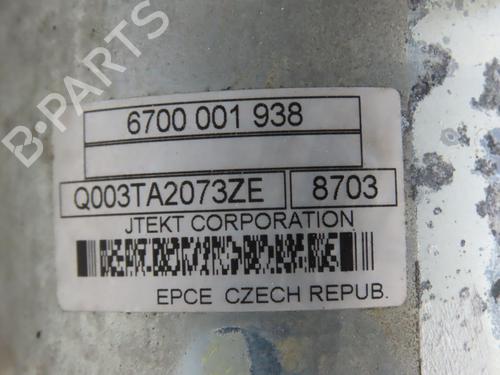 B-PARTS
6700 001 938
Q003TA2073ZE 8703
JTEKT CORPORATION
EPCE CZECH REPUB.